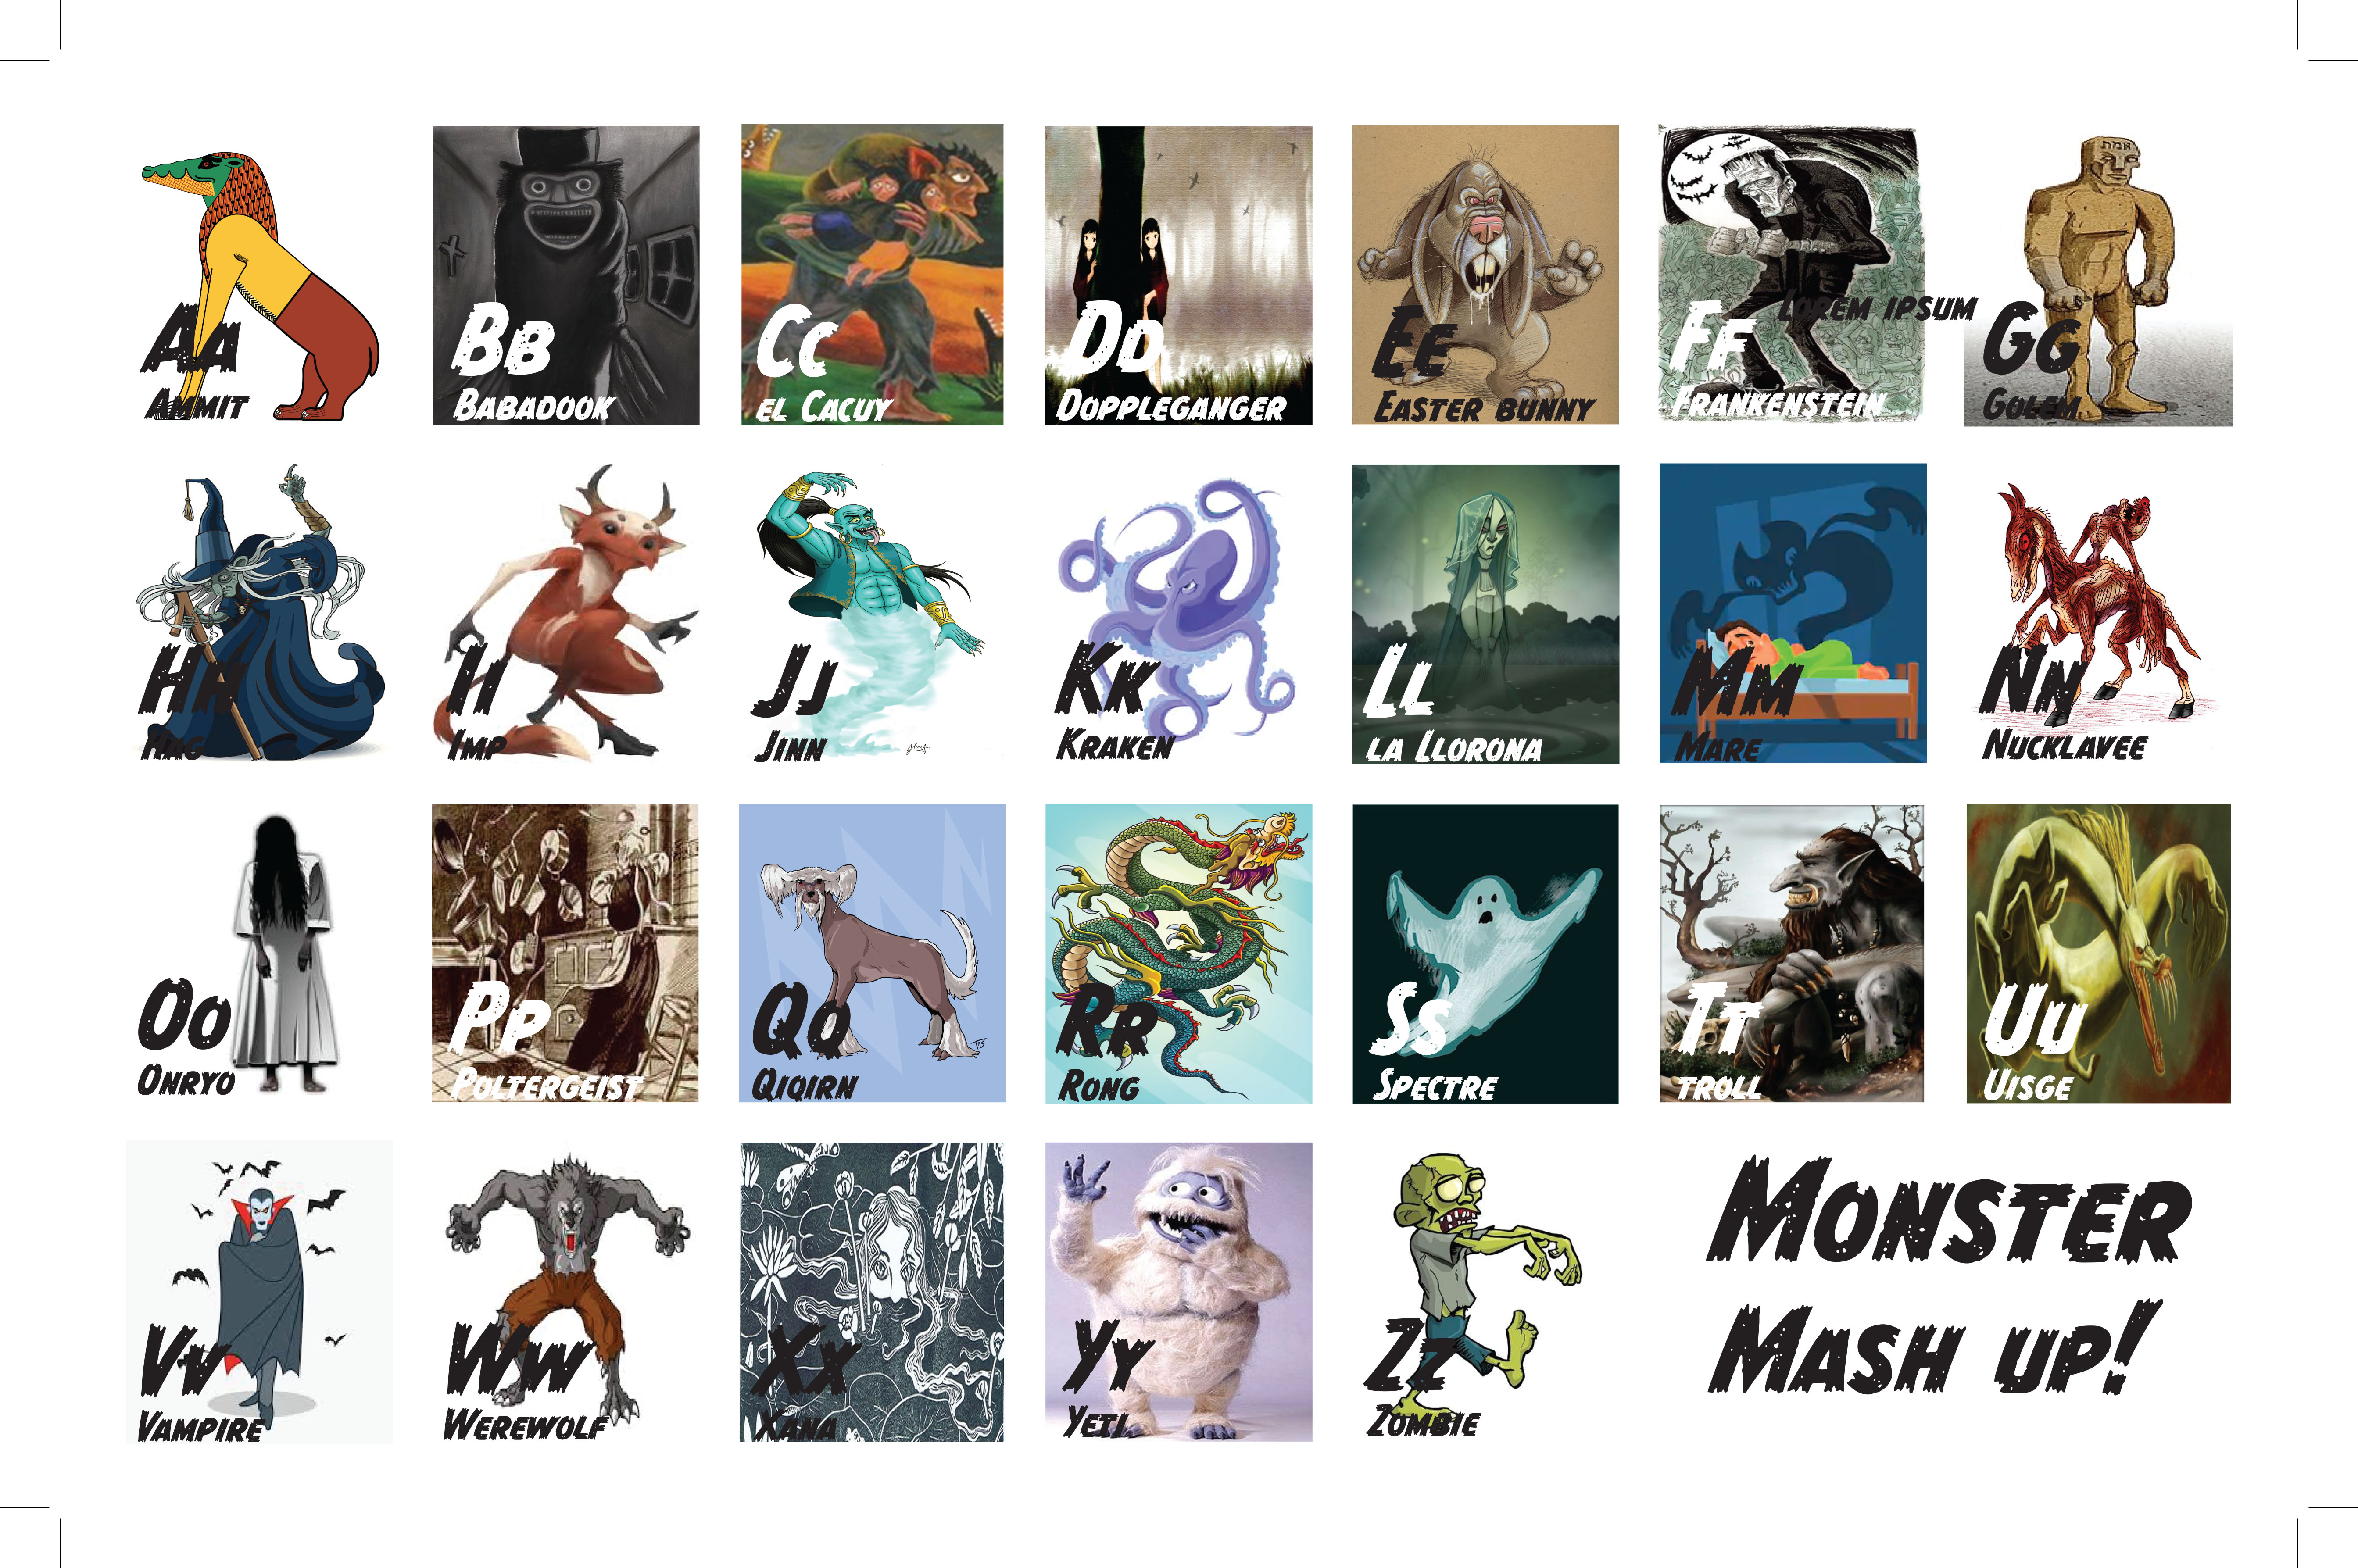 Aa
Ammit
Bb
Babadook
Cc
el Cacuy
Dd
Doppleganger
Ee
Easter bunny
Ff
Lorem ipsum
Frankenstein
אמת
Gg
Golem
Hh
Hag
Ii
Imp
Jj
Jinn
Kk
Kraken
Ll
la Llorona
Mm
Mare
Nn
Nucklavee
Oo
Onryo
Pp
Poltergeist
Qq
Qiqirn
Rr
Rong
Ss
Spectre
Tt
troll
Uu
Uisge
Vv
Vampire
Ww
Werewolf
Xx
Xana
Yy
Yeti
Zz
Zombie
Monster
Mash up!